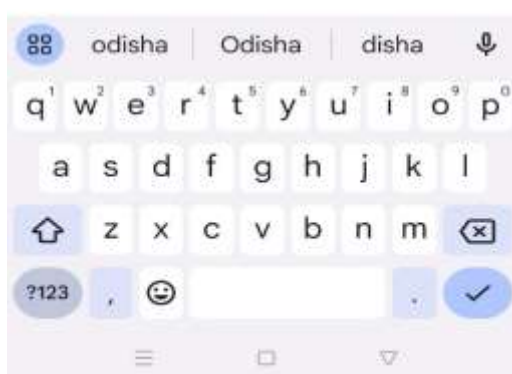 odisha Odisha disha
q1 w2 e3 r4 t5 y6 u7 i8 o9 p0
a s d f g h j k l
z x c v b n m
?123 , .